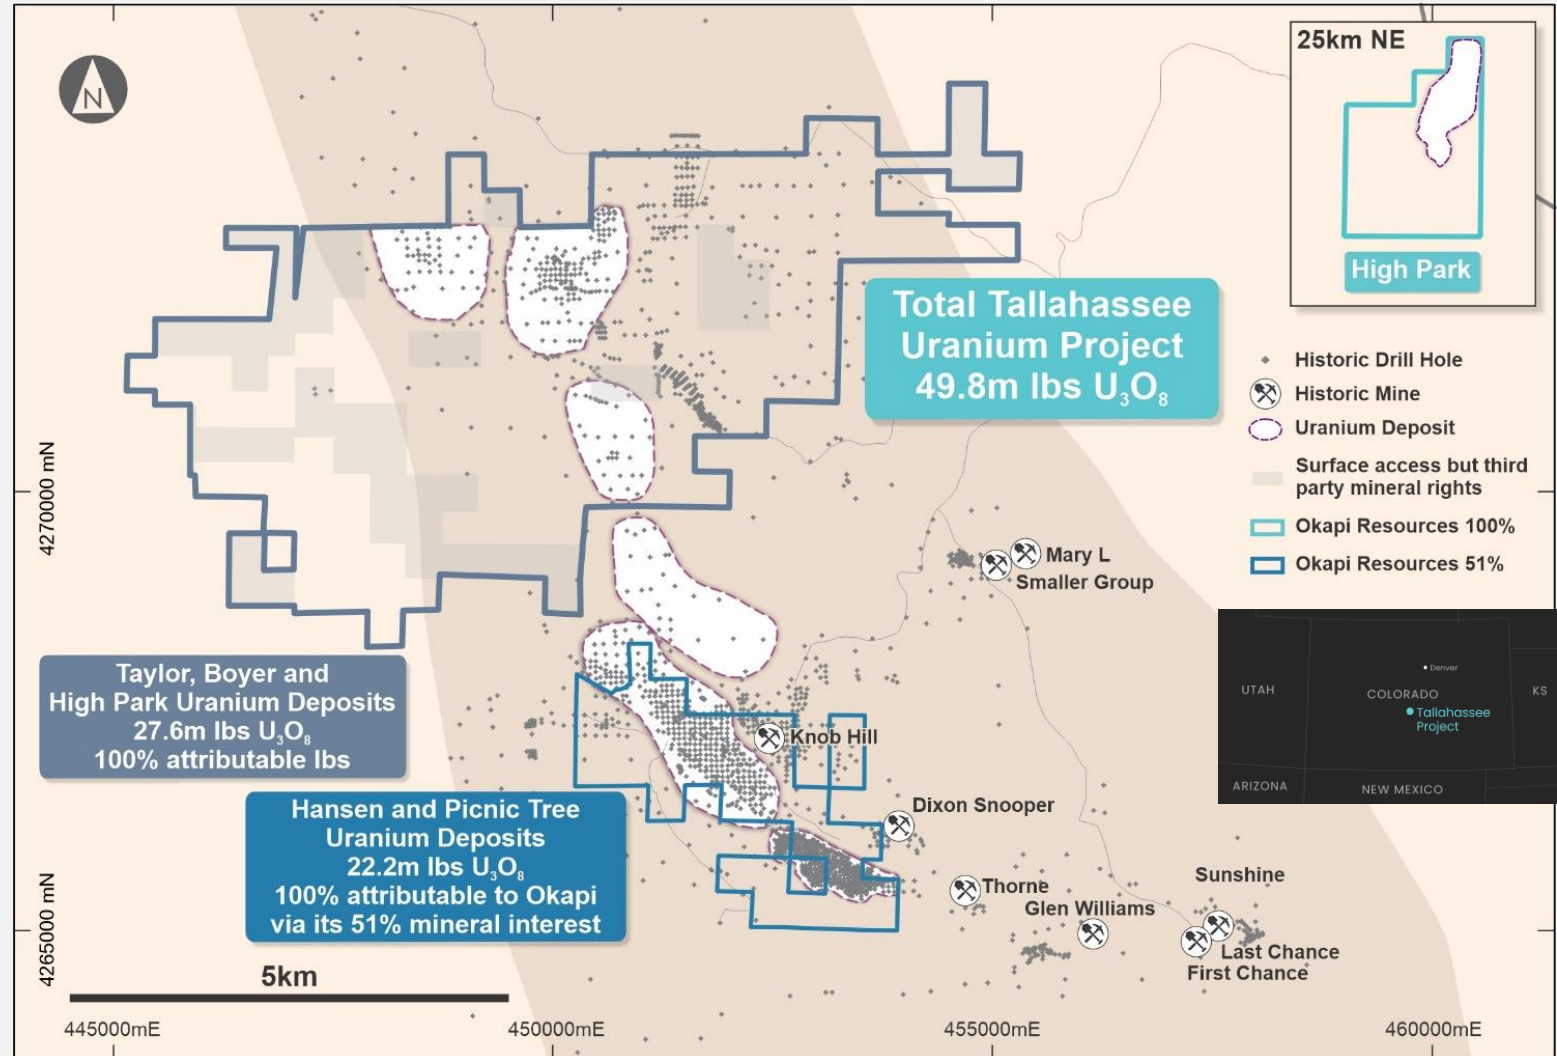 N
25km NE
High Park
Total Tallahassee
Uranium Project
49.8m lbs U₃O₈
Historic Drill Hole
Historic Mine
Uranium Deposit
Surface access but third
party mineral rights
Okapi Resources 100%
Okapi Resources 51%
4270000 mN
Mary L
Smaller Group
Taylor, Boyer and
High Park Uranium Deposits
27.6m lbs U₃O₈
100% attributable lbs
Denver
UTAH
COLORADO
KS
Tallahassee
Project
ARIZONA
NEW MEXICO
Knob Hill
Hansen and Picnic Tree
Uranium Deposits
22.2m lbs U₃O₈
100% attributable to Okapi
via its 51% mineral interest
Dixon Snooper
Thorne
Glen Williams
Sunshine
Last Chance
First Chance
4265000 mN
5km
445000mE
450000mE
455000mE
460000mE